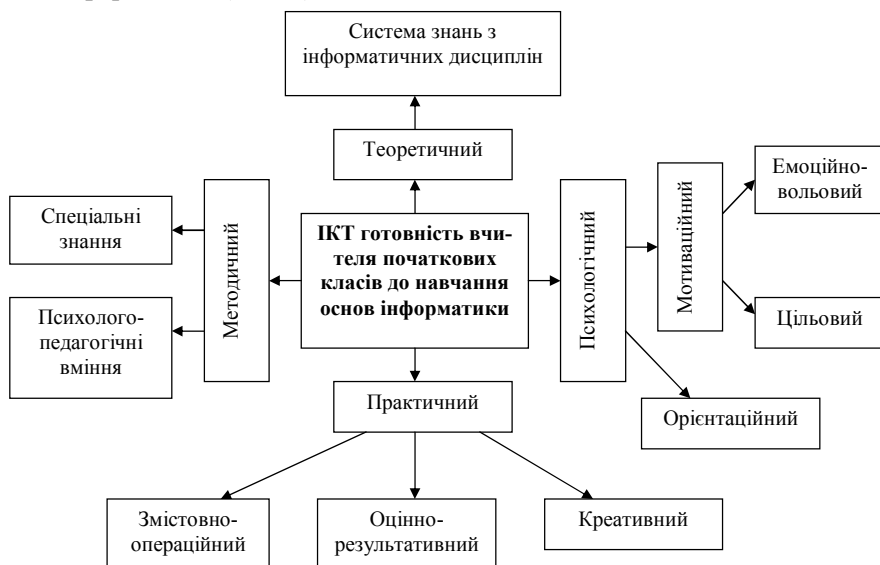 Система знань з
інформатичних дисциплін
Теоретичний
Емоційно-
вольовий
Спеціальні
знання
Методичний
ІКТ готовність вчи-
теля початкових
класів до навчання
основ інформатики
Психологічний
Мотиваційний
Психолого-
педагогічні
вміння
Цільовий
Практичний
Орієнтаційний
Змістовно-
операційний
Оцінно-
результативний
Креативний